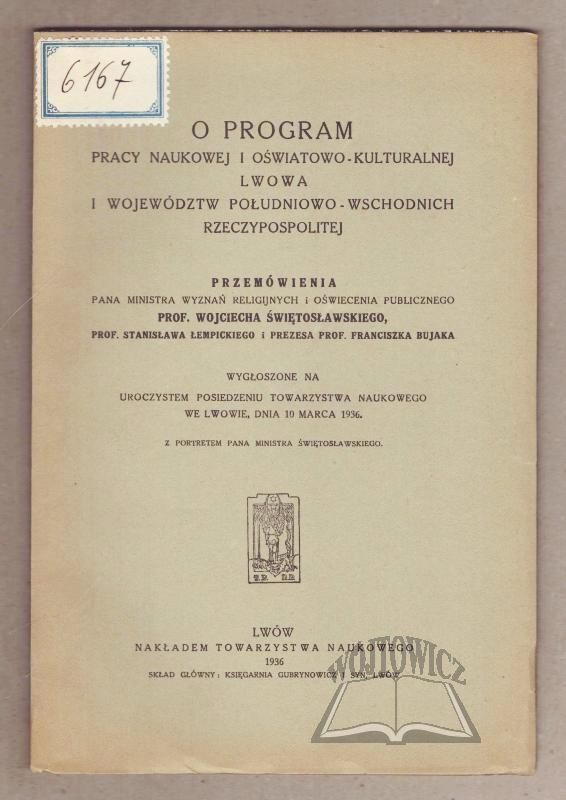 6167
O PROGRAM
PRACY NAUKOWEJ I OŚWIATOWO-KULTURALNEJ
LWOWA
I WOJEWÓDZTW POŁUDNIOWO-WSCHODNICH
RZECZYPOSPOLITEJ
PRZEMÓWIENIA
PANA MINISTRA WYZNAŃ RELIGIJNYCH i OŚWIECENIA PUBLICZNEGO
PROF. WOJCIECHA ŚWIĘTOSŁAWSKIEGO,
PROF. STANISŁAWA ŁEMPICKIEGO i PREZESA PROF. FRANCISZKA BUJAKA
WYGŁOSZONE NA
UROCZYSTEM POSIEDZENIU TOWARZYSTWA NAUKOWEGO
WE LWOWIE, DNIA 10 MARCA 1936.
Z PORTRETEM PANA MINISTRA ŚWIĘTOSŁAWSKIEGO.
LWÓW
NAKŁADEM TOWARZYSTWA NAUKOWEGO
1936
SKŁAD GŁÓWNY: KSIĘGARNIA GUBRYNOWICZ I SYN, LWÓW
WÓJTOWICZ